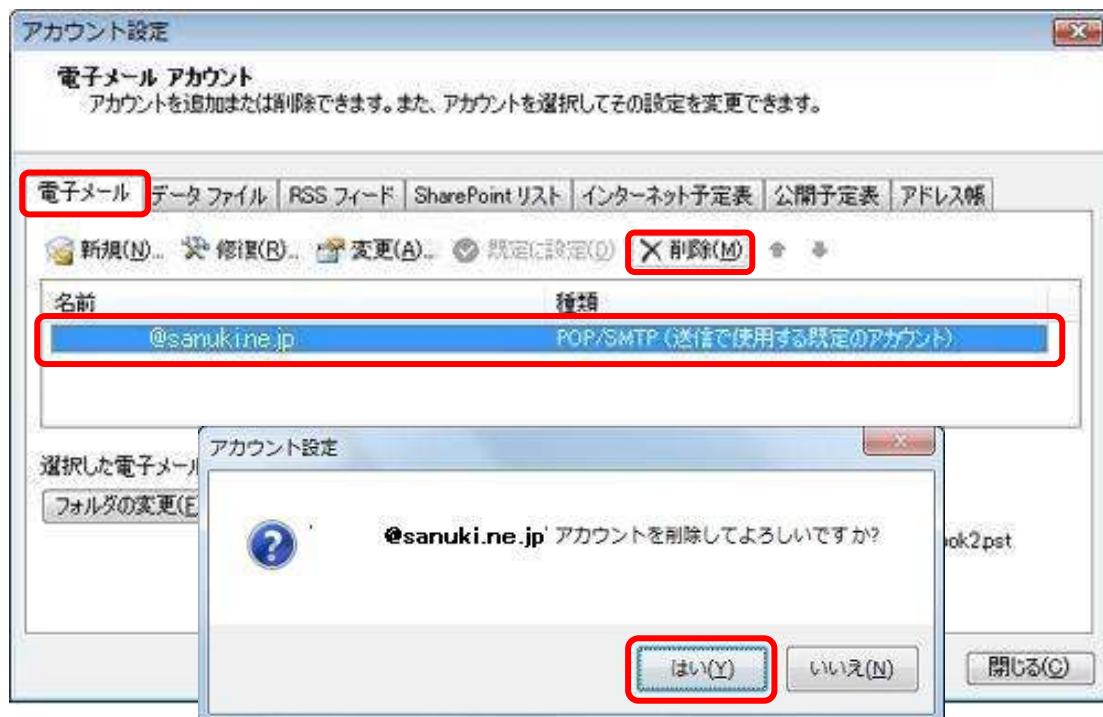 アカウント設定
電子メール アカウント
アカウントを追加または削除できます。また、アカウントを選択してその設定を変更できます。
電子メール データ ファイル RSS フィード SharePoint リスト インターネット予定表 公開予定表 アドレス帳
新規(N)... 修復(R)... 変更(A)... 既定に設定(D) 削除(M)
名前 種類
@sanuki.ne.jp POP/SMTP (送信で使用する既定のアカウント)
選択した電子メール
フォルダの変更(F
ook2.pst
アカウント設定
' @sanuki.ne.jp' アカウントを削除してよろしいですか?
はい(Y) いいえ(N)
閉じる(C)